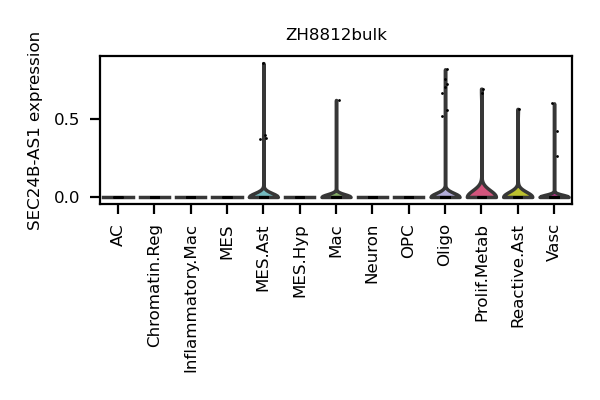 ZH8812bulk
SEC24B-AS1 expression
0.5
0.0
AC
Chromatin.Reg
Inflammatory.Mac
MES
MES.Ast
MES.Hyp
Mac
Neuron
OPC
Oligo
Prolif.Metab
Reactive.Ast
Vasc